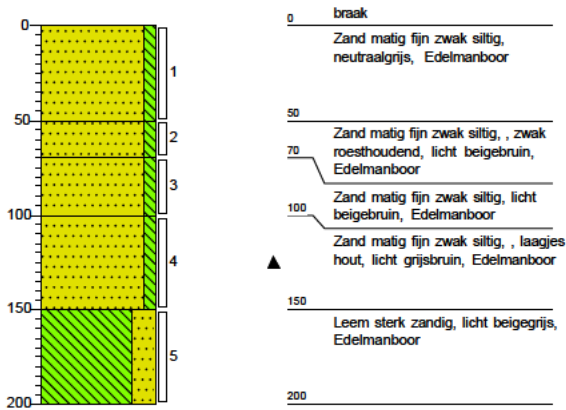 0
50
100
150
200
1
2
3
4
5
0
braak
Zand matig fijn zwak siltig,
neutraalgrijs, Edelmanboor
50
Zand matig fijn zwak siltig, , zwak
roesthoudend, licht beigebruin,
Edelmanboor
70
Zand matig fijn zwak siltig, licht
beigebruin, Edelmanboor
100
Zand matig fijn zwak siltig, , laagjes
hout, licht grijsbruin, Edelmanboor
150
Leem sterk zandig, licht beigegrijs,
Edelmanboor
200